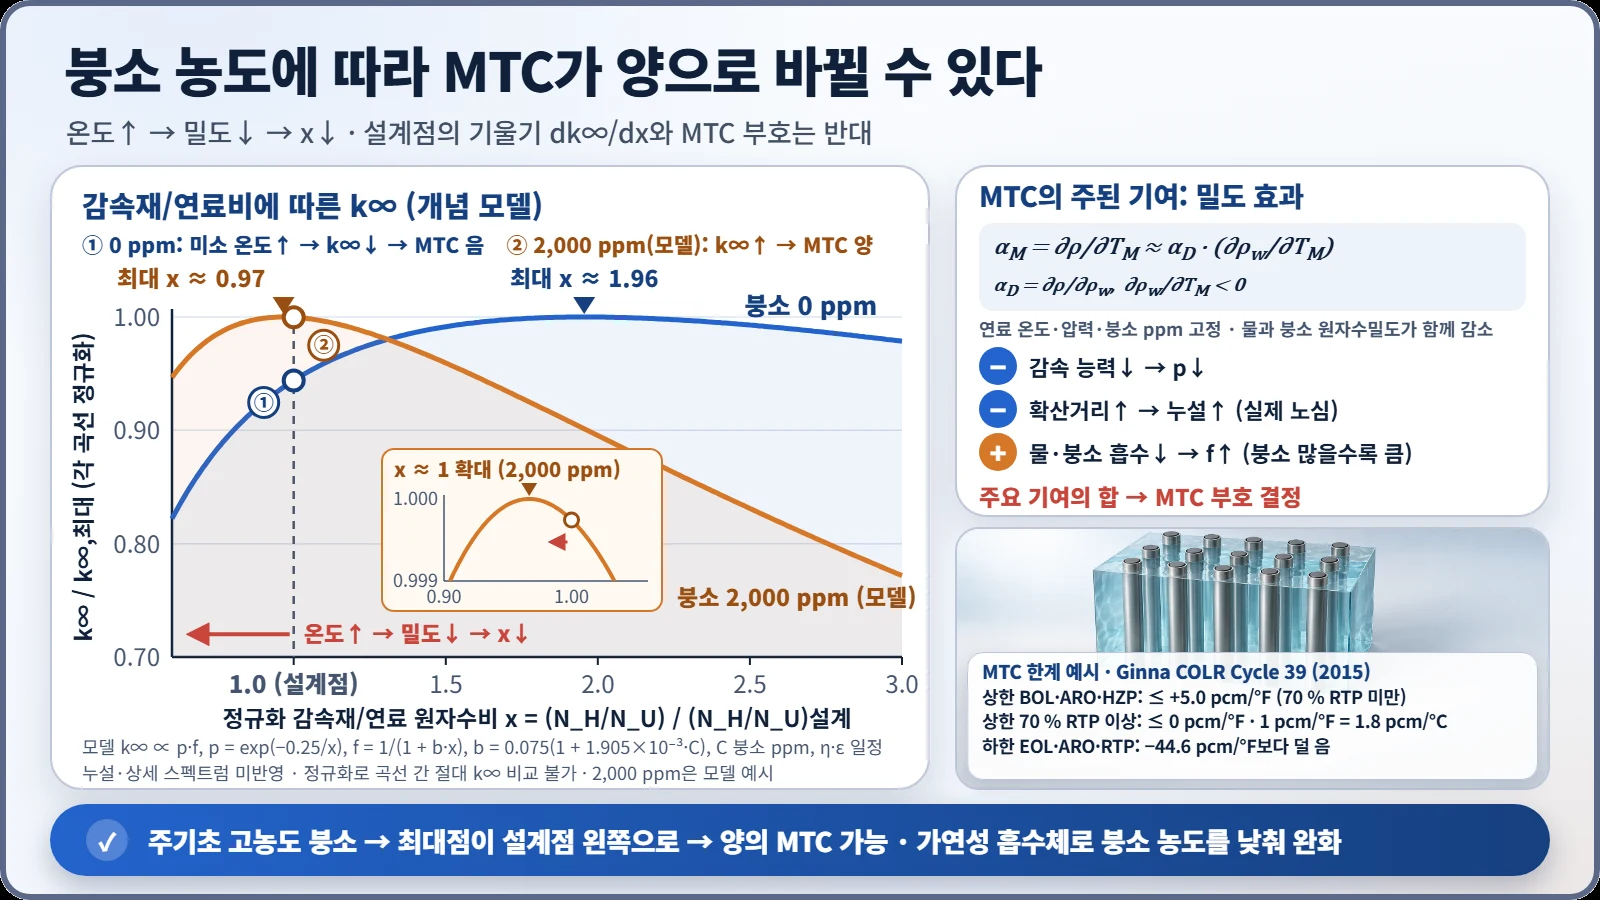 붕소 농도에 따라 MTC가 양으로 바뀔 수 있다
온도↑ → 밀도↓ → x↓ · 설계점의 기울기 dk∞/dx와 MTC 부호는 반대
감속재/연료비에 따른 k∞ (개념 모델)
① 0 ppm: 미소 온도↑ → k∞↓ → MTC 음
② 2,000 ppm(모델): k∞↑ → MTC 양
최대 x ≈ 0.97
최대 x ≈ 1.96
붕소 0 ppm
k∞ / k∞,최대 (각 곡선 정규화)
1.00
0.90
0.80
0.70
①
②
x ≈ 1 확대 (2,000 ppm)
1.000
0.999
0.90
1.00
붕소 2,000 ppm (모델)
온도↑ → 밀도↓ → x↓
1.0 (설계점)
1.5
2.0
2.5
3.0
정규화 감속재/연료 원자수비 x = (N_H/N_U) / (N_H/N_U)설계
모델 k∞ ∝ p·f, p = exp(−0.25/x), f = 1/(1 + b·x), b = 0.075(1 + 1.905×10⁻³·C), C 붕소 ppm, η·ε 일정
누설·상세 스펙트럼 미반영 · 정규화로 곡선 간 절대 k∞ 비교 불가 · 2,000 ppm은 모델 예시
MTC의 주된 기여: 밀도 효과
α_M = ∂ρ/∂T_M ≈ α_D · (∂ρ_w/∂T_M)
α_D = ∂ρ/∂ρ_w, ∂ρ_w/∂T_M < 0
연료 온도·압력·붕소 ppm 고정 · 물과 붕소 원자수밀도가 함께 감소
− 감속 능력↓ → p↓
− 확산거리↑ → 누설↑ (실제 노심)
+ 물·붕소 흡수↓ → f↑ (붕소 많을수록 큼)
주요 기여의 합 → MTC 부호 결정
MTC 한계 예시 · Ginna COLR Cycle 39 (2015)
상한 BOL·ARO·HZP: ≤ +5.0 pcm/°F (70 % RTP 미만)
상한 70 % RTP 이상: ≤ 0 pcm/°F · 1 pcm/°F = 1.8 pcm/°C
하한 EOL·ARO·RTP: −44.6 pcm/°F보다 덜 음
✓ 주기초 고농도 붕소 → 최대점이 설계점 왼쪽으로 → 양의 MTC 가능 · 가연성 흡수체로 붕소 농도를 낮춰 완화